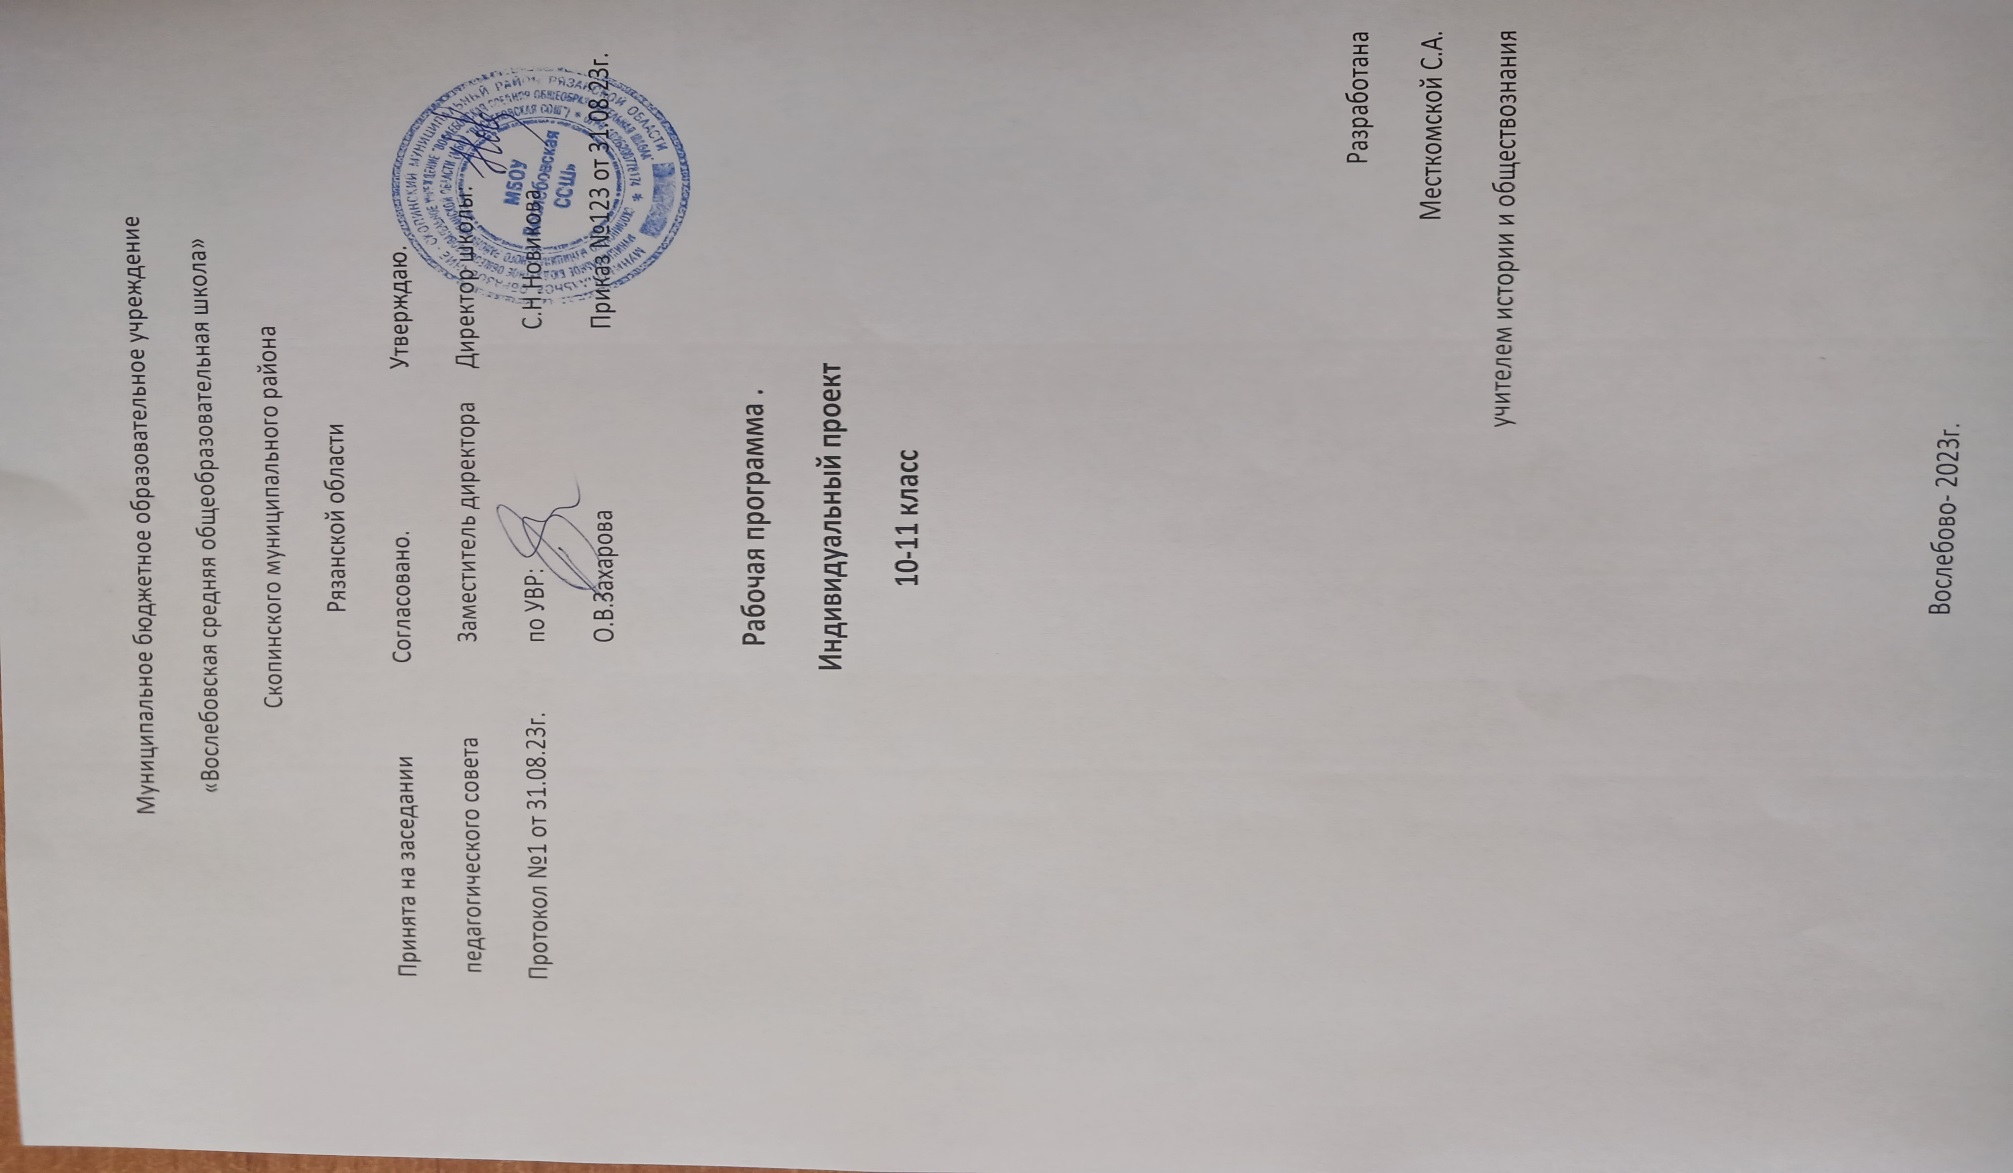 Муниципальное бюджетное образовательное учреждение
«Вослебовская средняя общеобразовательная школа»
Скопинского муниципального района
Рязанской области
Принята на заседании Согласовано. Утверждаю.
педагогического совета Заместитель директора Директор школы:
Протокол №1 от 31.08.23г. по УВР: С.Н.Новикова
О.В.Захарова Приказ №123 от 31.08.23г.
МБОУ
Вослебовская
ССШ»
Рабочая программа .
Индивидуальный проект
10-11 класс
Разработана
Месткомской С.А.
учителем истории и обществознания
Вослебово- 2023г.